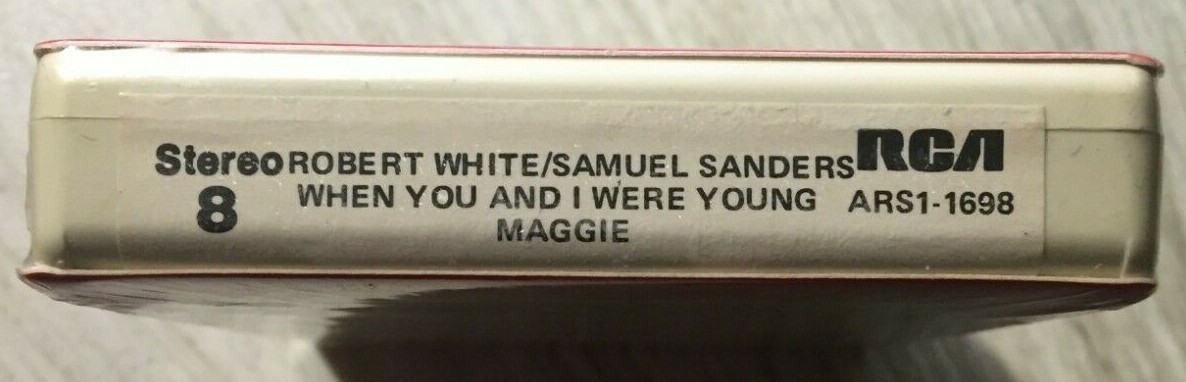 Stereo ROBERT WHITE/SAMUEL SANDERS RCA
8 WHEN YOU AND I WERE YOUNG ARS1-1698
MAGGIE